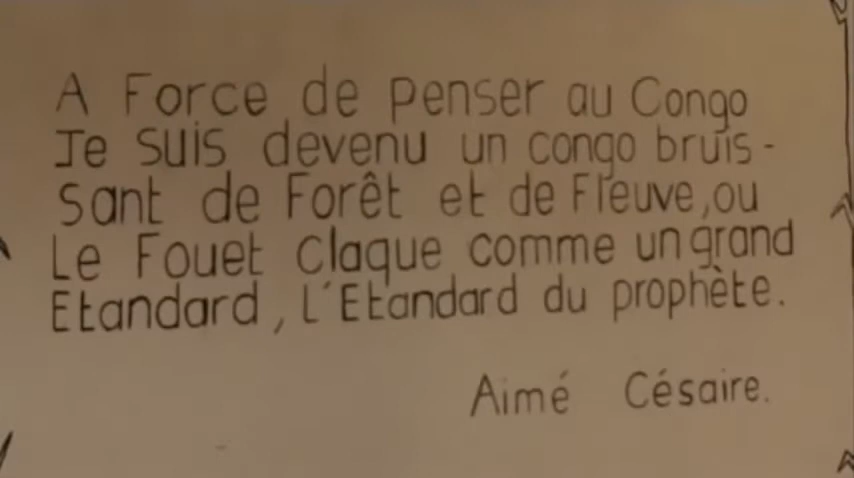 A Force de penser au Congo
Je suis devenu un congo bruis-
sant de Forêt et de Fleuve, ou
Le Fouet Claque comme un grand
Etandard, L'Etandard du prophète.
Aimé Césaire.